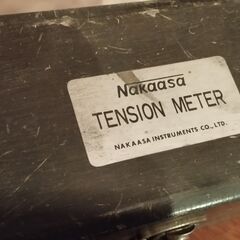 Nakaasa
TENSION METER
NAKAASA INSTRUMENTS CO., LTD.